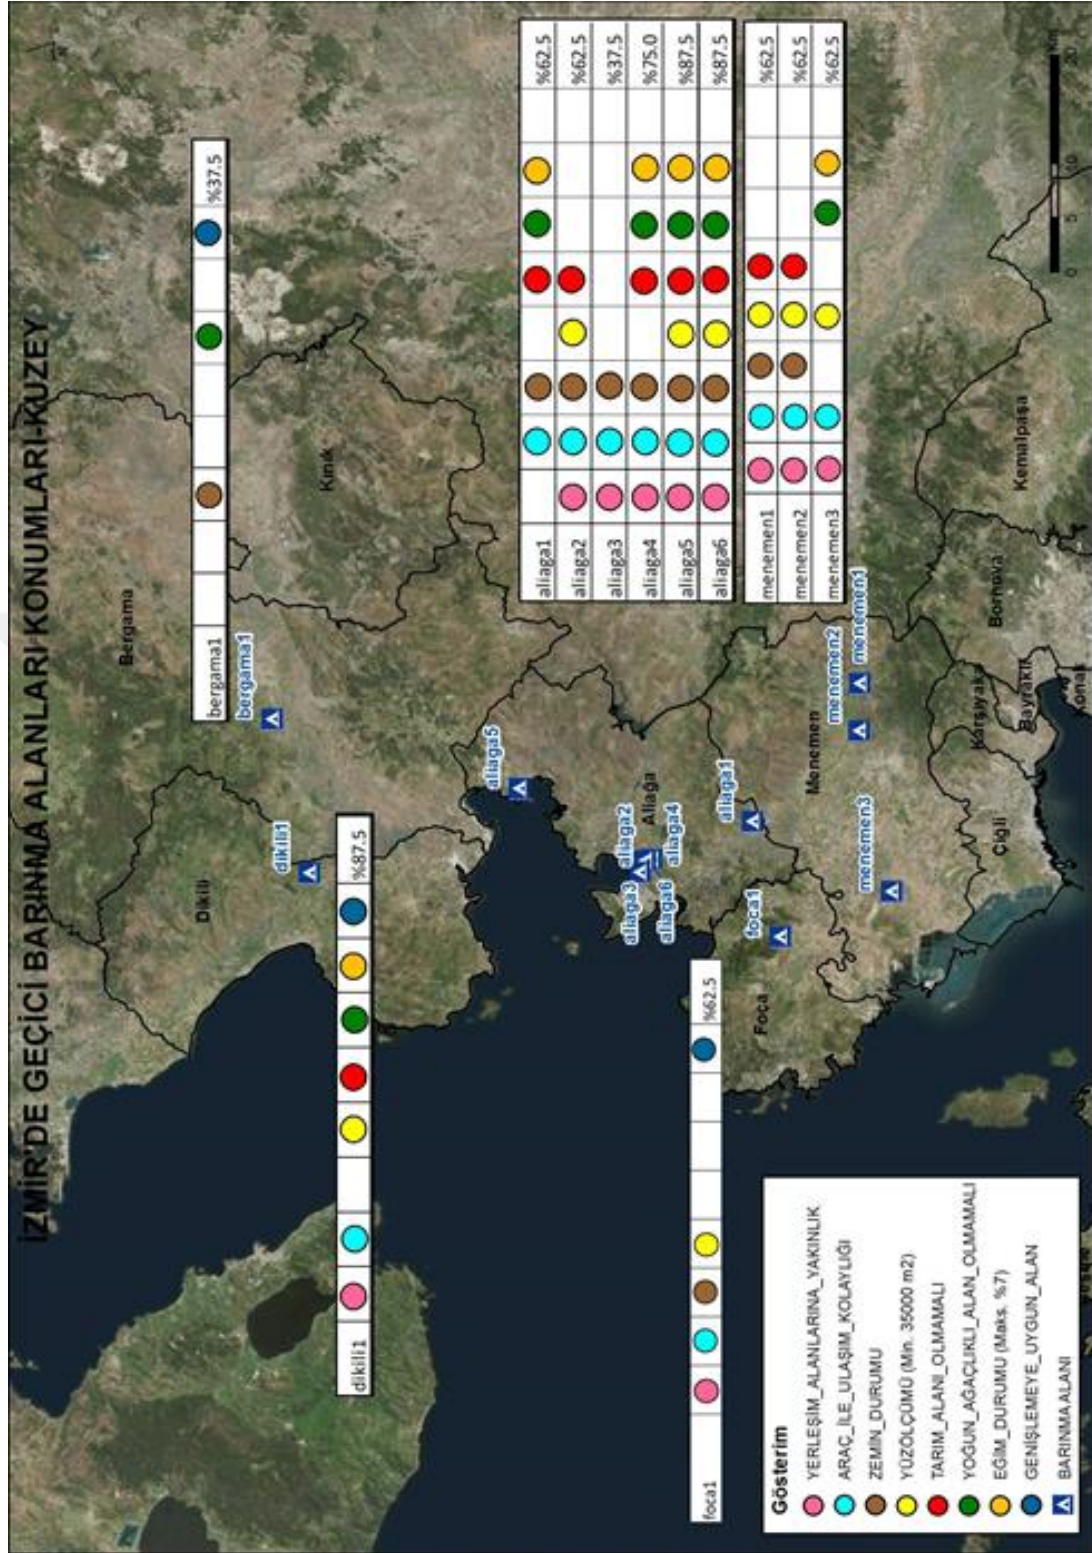 İZMİR'DE GEÇİCİ BARINMA ALANLARI KONUMLARI-KUZEY
bergama1 %37.5
dikili1 %87.5
foca1 %62.5
aliaga1 %62.5
aliaga2 %62.5
aliaga3 %37.5
aliaga4 %75.0
aliaga5 %87.5
aliaga6 %87.5
menemen1 %62.5
menemen2 %62.5
menemen3 %62.5
Bergama
bergama1
Kınık
Dikili
dikili1
aliaga5
Aliağa
aliaga2
aliaga3
aliaga4
aliaga6
aliaga1
Menemen
menemen2
menemen1
menemen3
Foça
foca1
Çiğli
Karşıyaka
Bayraklı
Bornova
Kemalpaşa
Gösterim
YERLEŞİM_ALANLARINA_YAKINLIK
ARAÇ_İLE_ULAŞIM_KOLAYLIĞI
ZEMİN_DURUMU
YÜZÖLÇÜMÜ (Min. 35000 m2)
TARIM_ALANI_OLMAMALI
YOĞUN_AĞAÇLIKLI_ALAN_OLMAMALI
EĞİM_DURUMU (Maks. %7)
GENİŞLEMEYE_UYGUN_ALAN
BARINMA ALANI
0 5 10 20